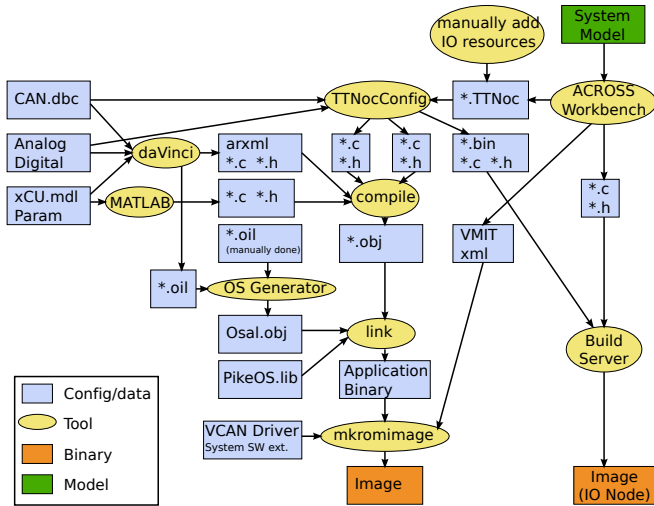 manually add
IO resources
System
Model
CAN.dbc
TTNocConfig
*.TTNoc
ACROSS
Workbench
Analog
Digital
daVinci
arxml
*.c *.h
*.c
*.h
*.c
*.h
*.bin
*.c *.h
xCU.mdl
Param
MATLAB
*.c *.h
compile
*.c
*.h
*.oil
(manually done)
*.obj
VMIT
xml
*.oil
OS Generator
Osal.obj
link
Build
Server
PikeOS.lib
Application
Binary
Config/data
Tool
Binary
Model
VCAN Driver
System SW ext.
mkromimage
Image
Image
(IO Node)